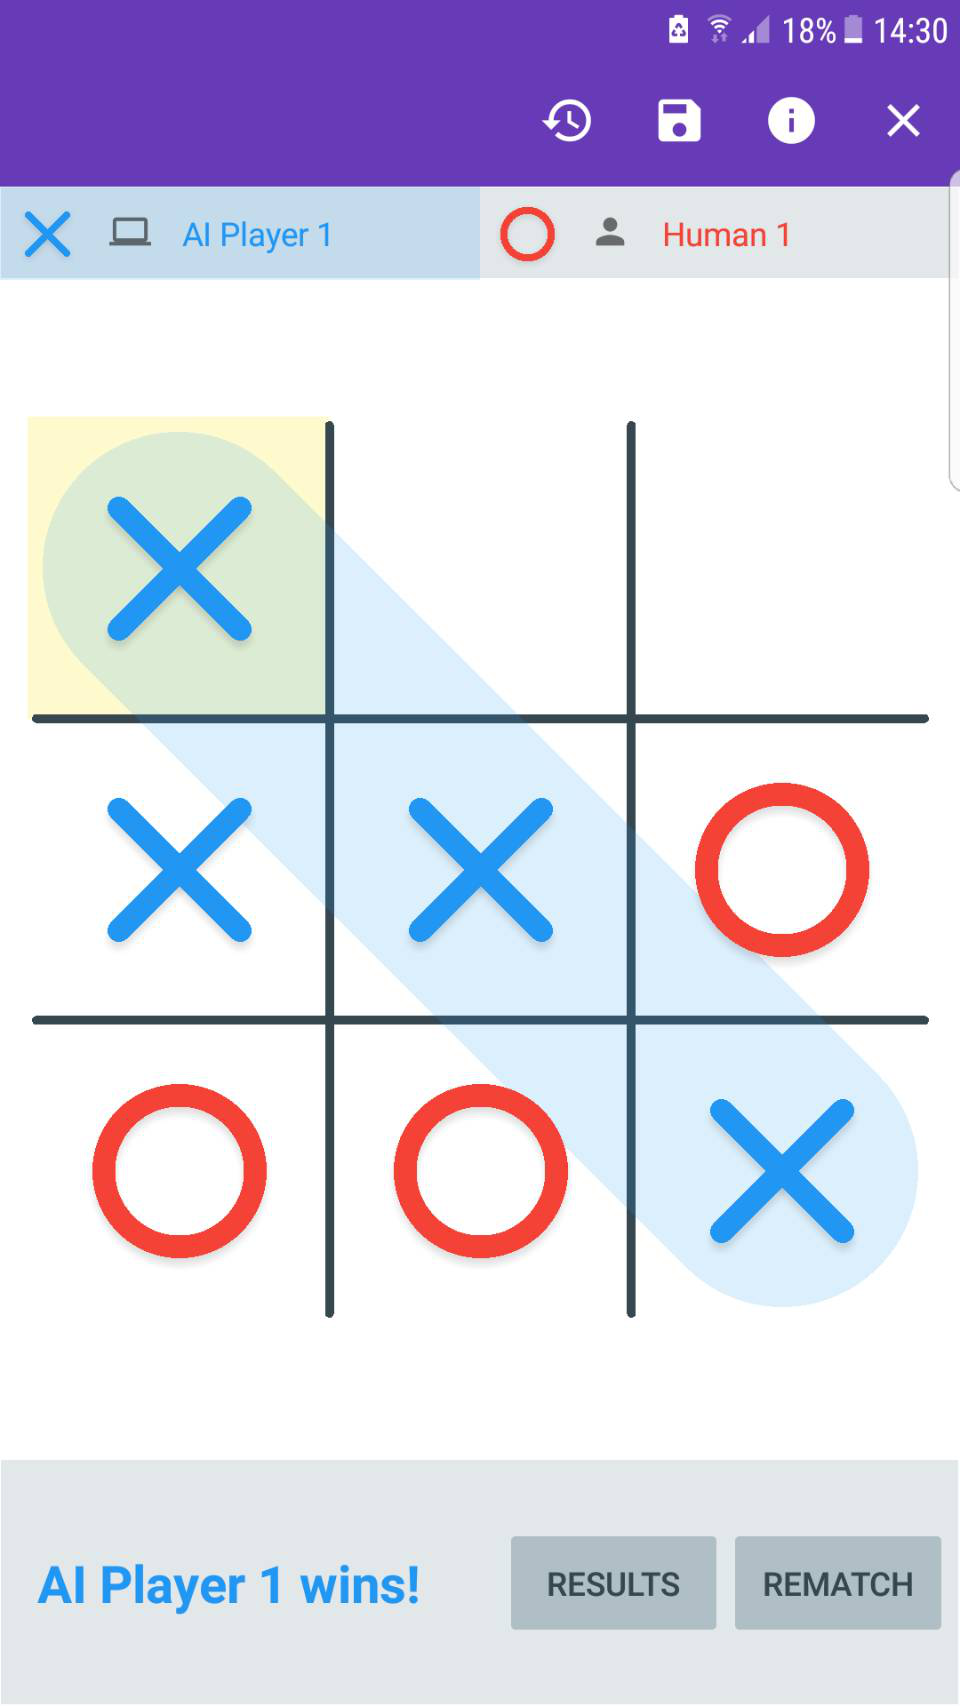 18% 14:30
AI Player 1 Human 1
AI Player 1 wins! RESULTS REMATCH